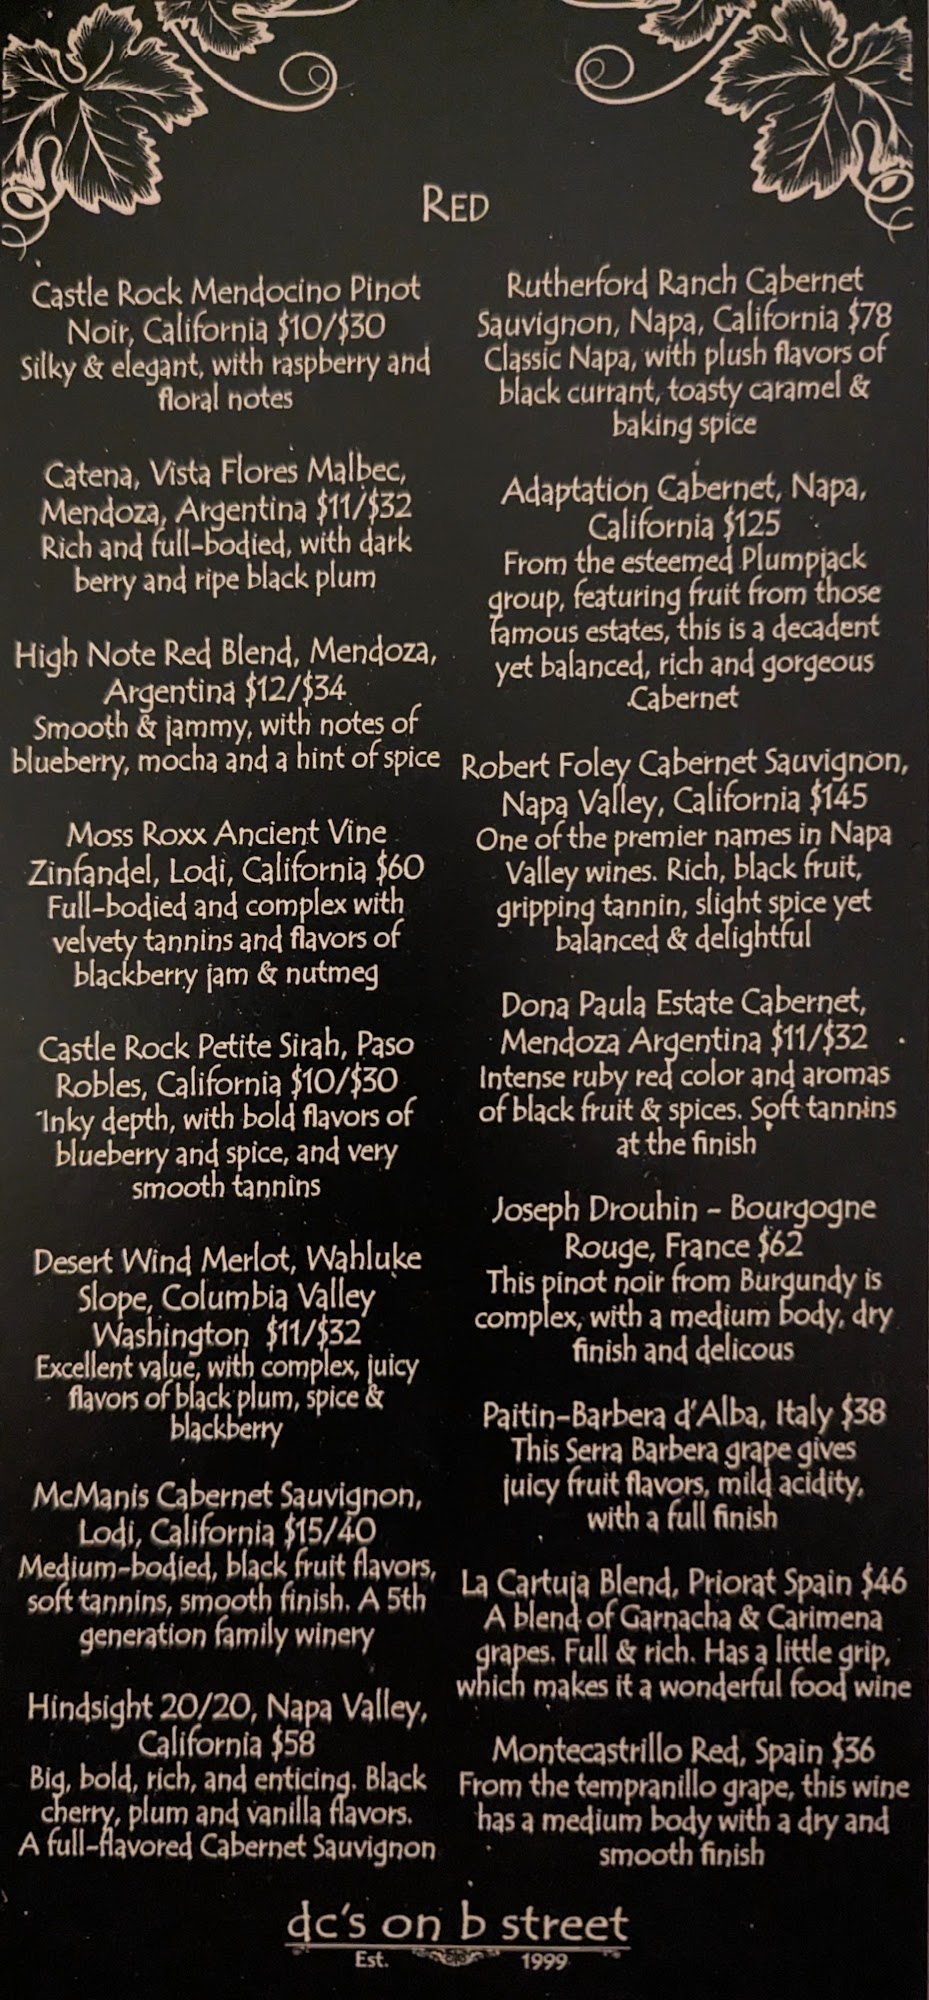 RED
Castle Rock Mendocino Pinot
Noir, California $10/$30
Silky & elegant, with raspberry and
floral notes
Catena, Vista Flores Malbec,
Mendoza, Argentina $11/$32
Rich and full-bodied, with dark
berry and ripe black plum
High Note Red Blend, Mendoza,
Argentina $12/$34
Smooth & jammy, with notes of
blueberry, mocha and a hint of spice
Moss Roxx Ancient Vine
Zinfandel, Lodi, California $60
Full-bodied and complex with
velvety tannins and flavors of
blackberry jam & nutmeg
Castle Rock Petite Sirah, Paso
Robles, California $10/$30
Inky depth, with bold flavors of
blueberry and spice, and very
smooth tannins
Desert Wind Merlot, Wahluke
Slope, Columbia Valley
Washington $11/$32
Excellent value, with complex, juicy
flavors of black plum, spice &
blackberry
McManis Cabernet Sauvignon,
Lodi, California $15/40
Medium-bodied, black fruit flavors,
soft tannins, smooth finish. A 5th
generation family winery
Hindsight 20/20, Napa Valley,
California $58
Big, bold, rich, and enticing. Black
cherry, plum and vanilla flavors.
A full-flavored Cabernet Sauvignon
Rutherford Ranch Cabernet
Sauvignon, Napa, California $78
Classic Napa, with plush flavors of
black currant, toasty caramel &
baking spice
Adaptation Cabernet, Napa,
California $125
From the esteemed Plumpjack
group, featuring fruit from those
famous estates, this is a decadent
yet balanced, rich and gorgeous
Cabernet
Robert Foley Cabernet Sauvignon,
Napa Valley, California $145
One of the premier names in Napa
Valley wines. Rich, black fruit,
gripping tannin, slight spice yet
balanced & delightful
Dona Paula Estate Cabernet,
Mendoza Argentina $11/$32
Intense ruby red color and aromas
of black fruit & spices. Soft tannins
at the finish
Joseph Drouhin - Bourgogne
Rouge, France $62
This pinot noir from Burgundy is
complex, with a medium body, dry
finish and delicous
Paitin-Barbera d'Alba, Italy $38
This Serra Barbera grape gives
juicy fruit flavors, mild acidity,
with a full finish
La Cartuja Blend, Priorat Spain $46
A blend of Garnacha & Carimena
grapes. Full & rich. Has a little grip,
which makes it a wonderful food wine
Montecastrillo Red, Spain $36
From the tempranillo grape, this wine
has a medium body with a dry and
smooth finish
dc's on b street
Est. 1999